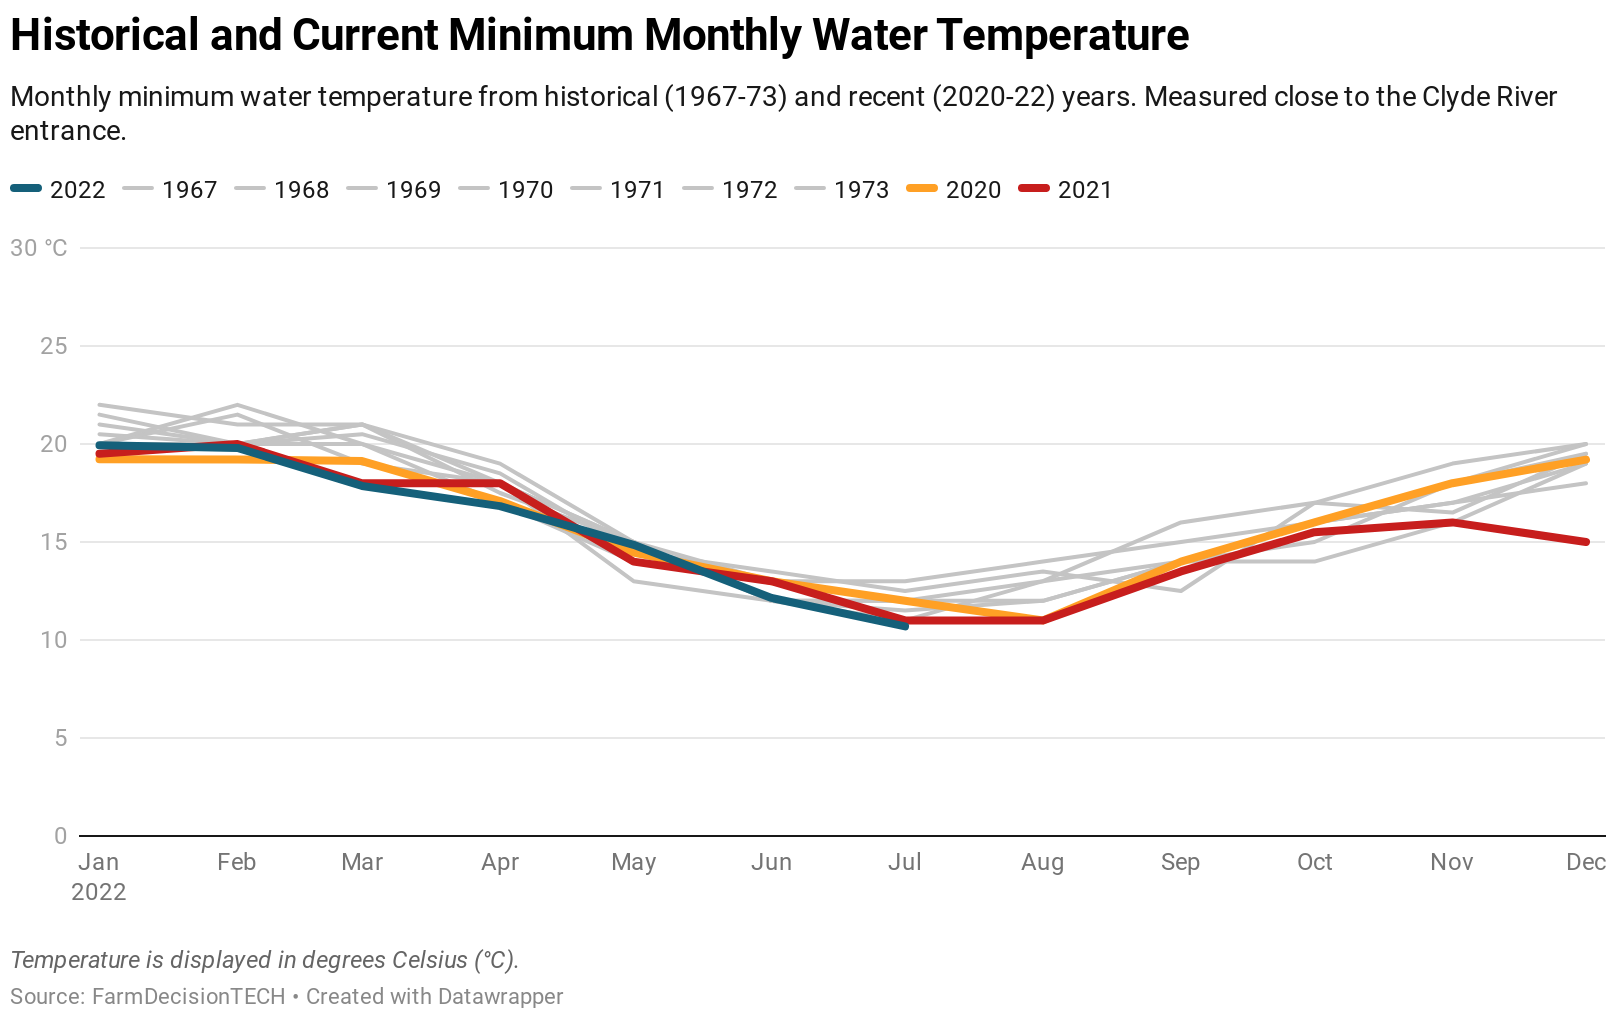 Historical and Current Minimum Monthly Water Temperature
Monthly minimum water temperature from historical (1967-73) and recent (2020-22) years. Measured close to the Clyde River
entrance.
2022 1967 1968 1969 1970 1971 1972 1973 2020 2021
30 °C
25
20
15
10
5
0
Jan Feb Mar Apr May Jun Jul Aug Sep Oct Nov Dec
2022
Temperature is displayed in degrees Celsius (°C).
Source: FarmDecisionTECH • Created with Datawrapper